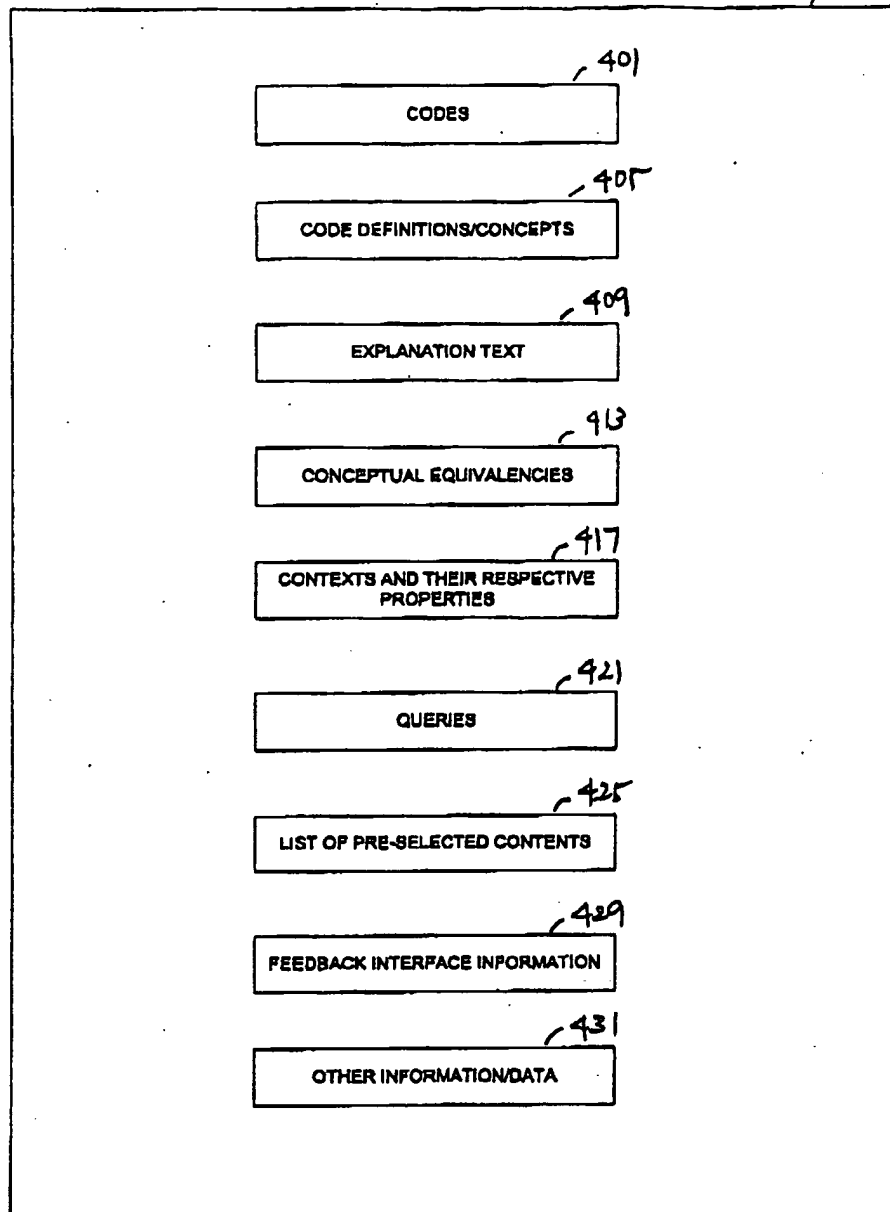 401
CODES
405
CODE DEFINITIONS/CONCEPTS
409
EXPLANATION TEXT
413
CONCEPTUAL EQUIVALENCIES
417
CONTEXTS AND THEIR RESPECTIVE
PROPERTIES
421
QUERIES
425
LIST OF PRE-SELECTED CONTENTS
429
FEEDBACK INTERFACE INFORMATION
431
OTHER INFORMATION/DATA